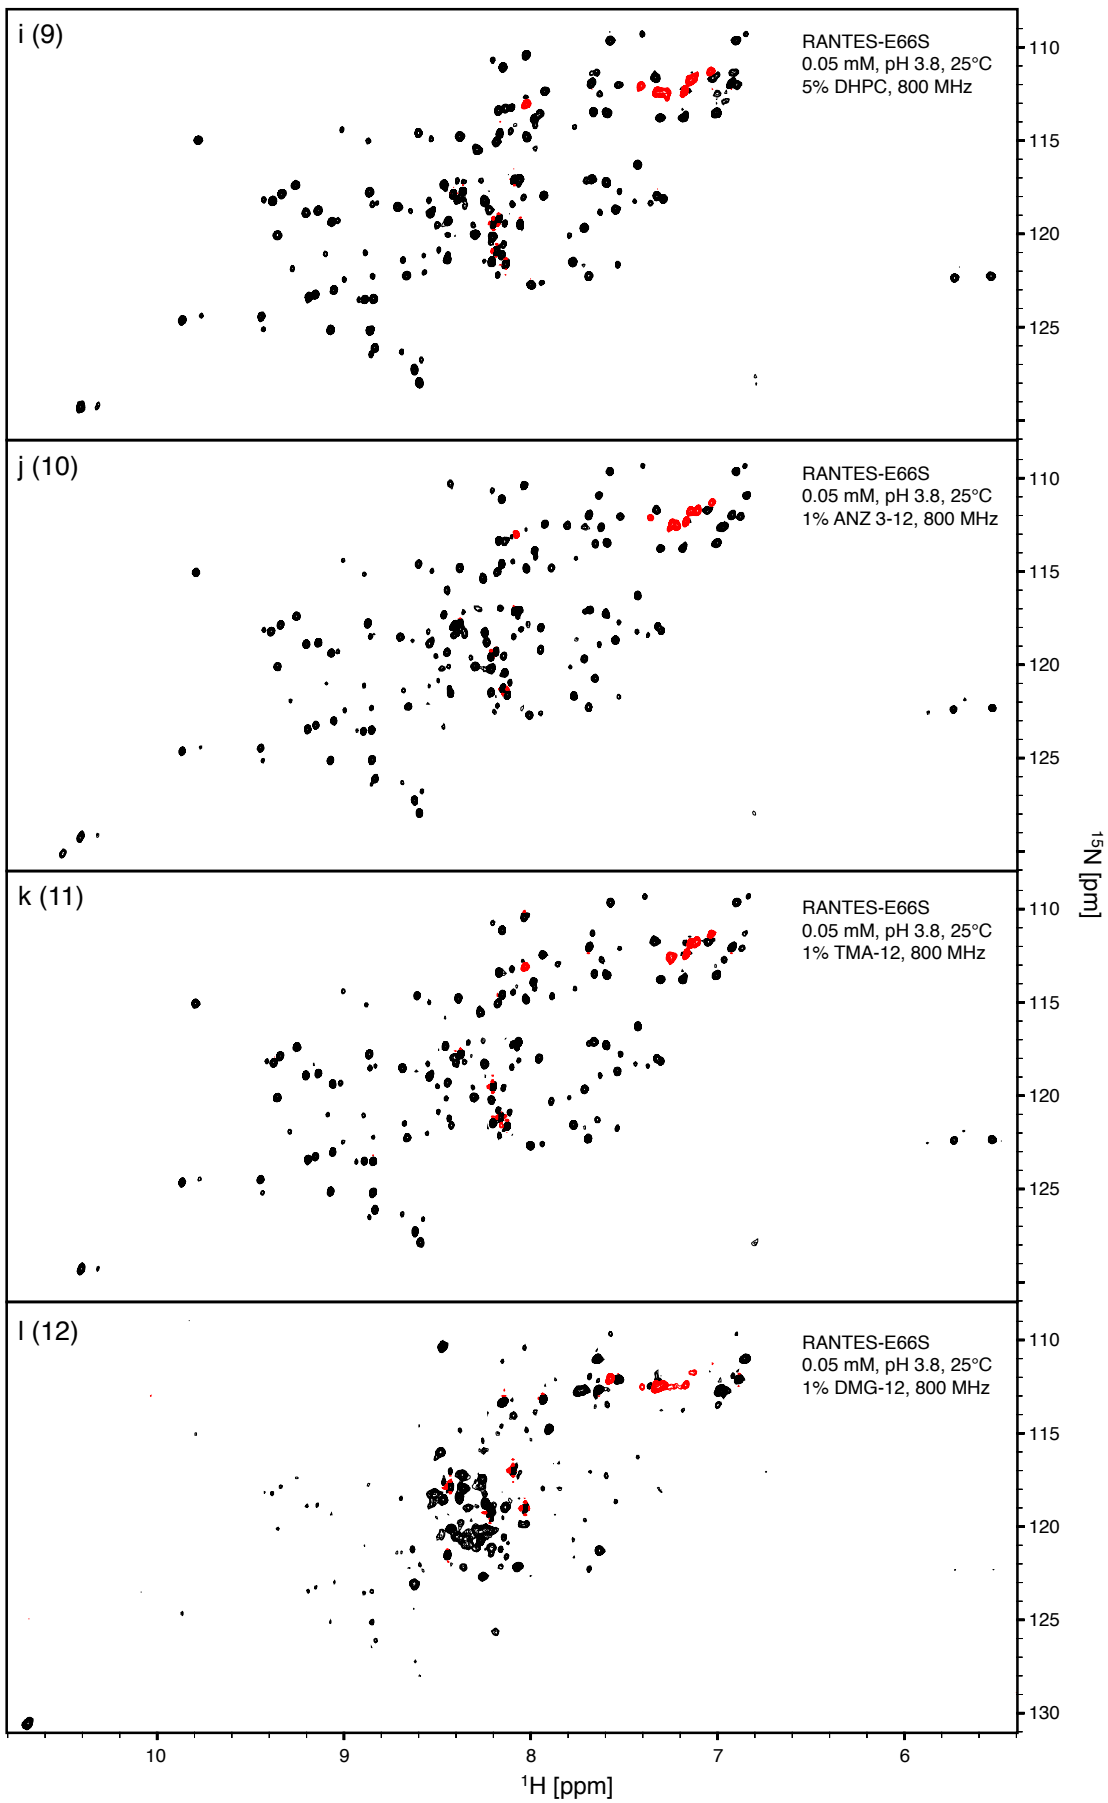 i (9)
RANTES-E66S
0.05 mM, pH 3.8, 25°C
5% DHPC, 800 MHz
110
115
120
125
j (10)
RANTES-E66S
0.05 mM, pH 3.8, 25°C
1% ANZ 3-12, 800 MHz
110
115
120
125
k (11)
RANTES-E66S
0.05 mM, pH 3.8, 25°C
1% TMA-12, 800 MHz
110
115
120
125
l (12)
RANTES-E66S
0.05 mM, pH 3.8, 25°C
1% DMG-12, 800 MHz
110
115
120
125
130
¹⁵N [pm]
10 9 8 7 6
¹H [ppm]